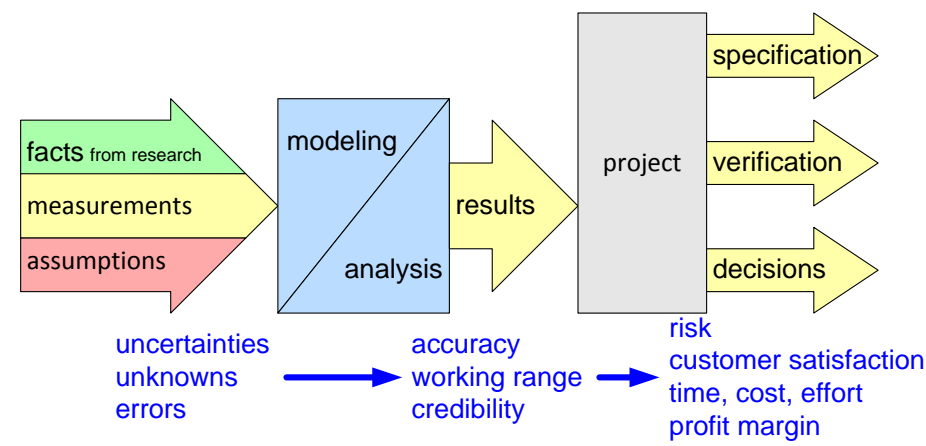 facts from research
measurements
assumptions
modeling
analysis
results
project
specification
verification
decisions
uncertainties
unknowns
errors
accuracy
working range
credibility
risk
customer satisfaction
time, cost, effort
profit margin